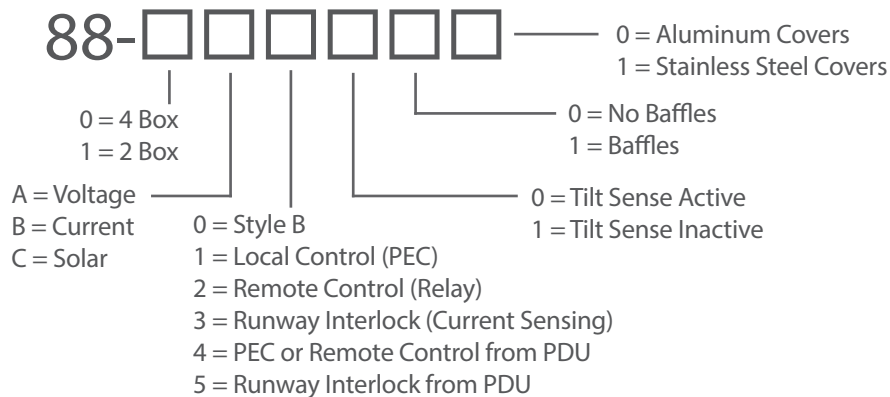 88-
0 = Aluminum Covers
1 = Stainless Steel Covers
0 = No Baffles
1 = Baffles
0 = 4 Box
1 = 2 Box
0 = Tilt Sense Active
1 = Tilt Sense Inactive
A = Voltage
B = Current
C = Solar
0 = Style B
1 = Local Control (PEC)
2 = Remote Control (Relay)
3 = Runway Interlock (Current Sensing)
4 = PEC or Remote Control from PDU
5 = Runway Interlock from PDU